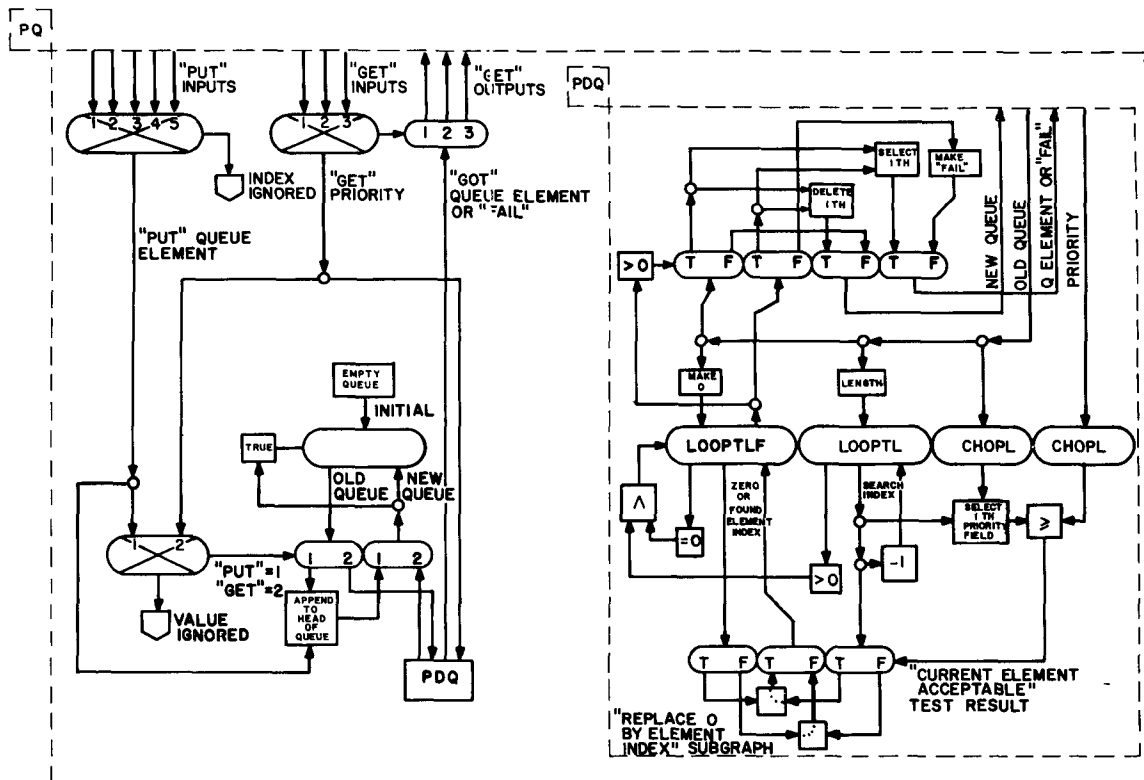 PQ
"PUT"
INPUTS
"GET"
INPUTS
"GET"
OUTPUTS
1 2 3 4 5
1 2 3
1 2 3
INDEX
IGNORED
"GET"
PRIORITY
"GOT"
QUEUE ELEMENT
OR "FAIL"
"PUT" QUEUE
ELEMENT
EMPTY
QUEUE
INITIAL
TRUE
OLD
QUEUE
NEW
QUEUE
1 2
1 2
1 2
"PUT"=1
"GET"=2
VALUE
IGNORED
APPEND
TO
HEAD
OF
QUEUE
PDQ
PDQ
SELECT
ITH
MAKE
"FAIL"
DELETE
ITH
>0
T F
T F
T F
T F
NEW QUEUE
OLD QUEUE
Q ELEMENT OR "FAIL"
PRIORITY
MAKE
0
LENGTH
LOOPTLF
LOOPTL
CHOPL
CHOPL
ZERO OR
FOUND
ELEMENT
INDEX
SEARCH
INDEX
Λ
=0
>0
-1
SELECT
ITH
PRIORITY
FIELD
≥
T F
T F
T F
"CURRENT ELEMENT
ACCEPTABLE"
TEST RESULT
"REPLACE 0
BY ELEMENT
INDEX" SUBGRAPH